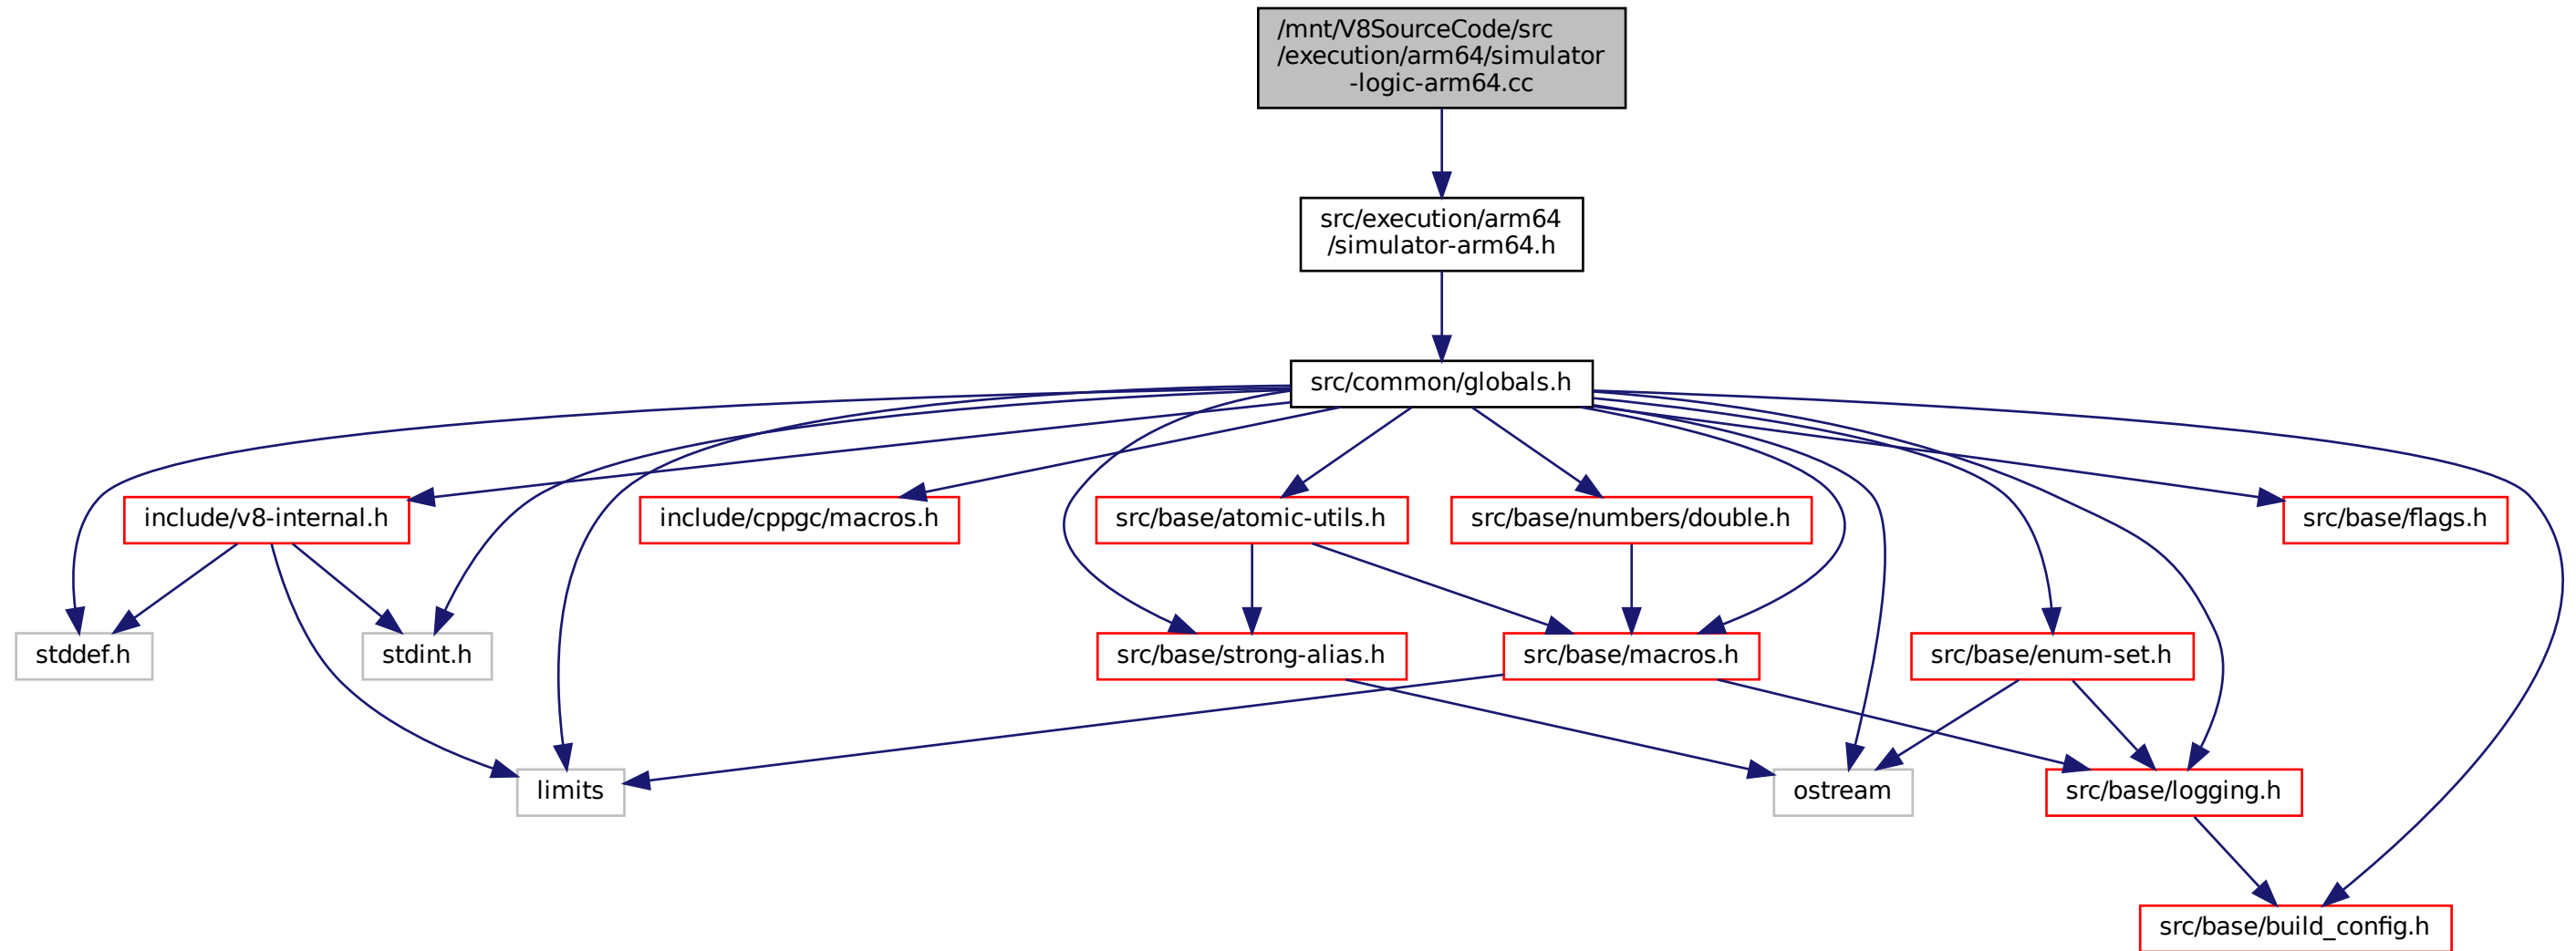 /mnt/V8SourceCode/src
/execution/arm64/simulator
-logic-arm64.cc
src/execution/arm64
/simulator-arm64.h
src/common/globals.h
include/v8-internal.h
include/cppgc/macros.h
src/base/atomic-utils.h
src/base/numbers/double.h
src/base/flags.h
stddef.h
stdint.h
src/base/strong-alias.h
src/base/macros.h
src/base/enum-set.h
limits
ostream
src/base/logging.h
src/base/build_config.h